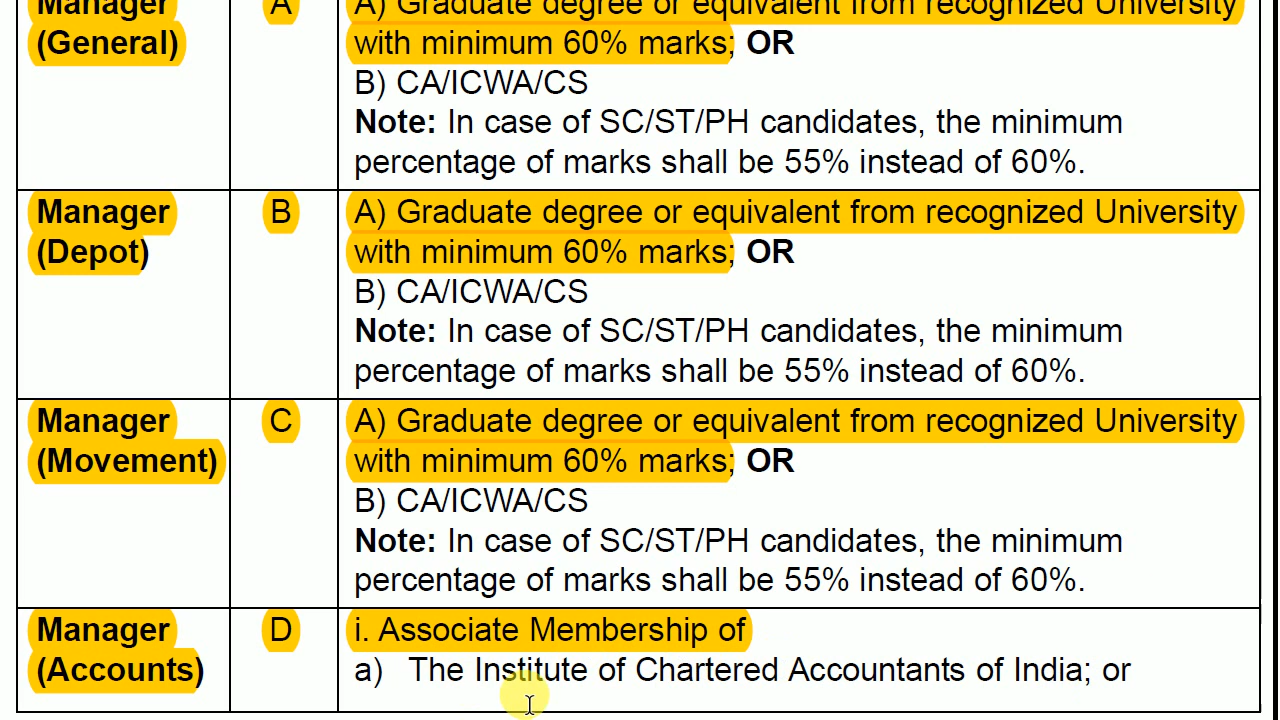 Manager
(General)
A
A) Graduate degree or equivalent from recognized University
with minimum 60% marks; OR
B) CA/ICWA/CS
Note: In case of SC/ST/PH candidates, the minimum
percentage of marks shall be 55% instead of 60%.
Manager
(Depot)
B
A) Graduate degree or equivalent from recognized University
with minimum 60% marks; OR
B) CA/ICWA/CS
Note: In case of SC/ST/PH candidates, the minimum
percentage of marks shall be 55% instead of 60%.
Manager
(Movement)
C
A) Graduate degree or equivalent from recognized University
with minimum 60% marks; OR
B) CA/ICWA/CS
Note: In case of SC/ST/PH candidates, the minimum
percentage of marks shall be 55% instead of 60%.
Manager
(Accounts)
D
i. Associate Membership of
a) The Institute of Chartered Accountants of India; or